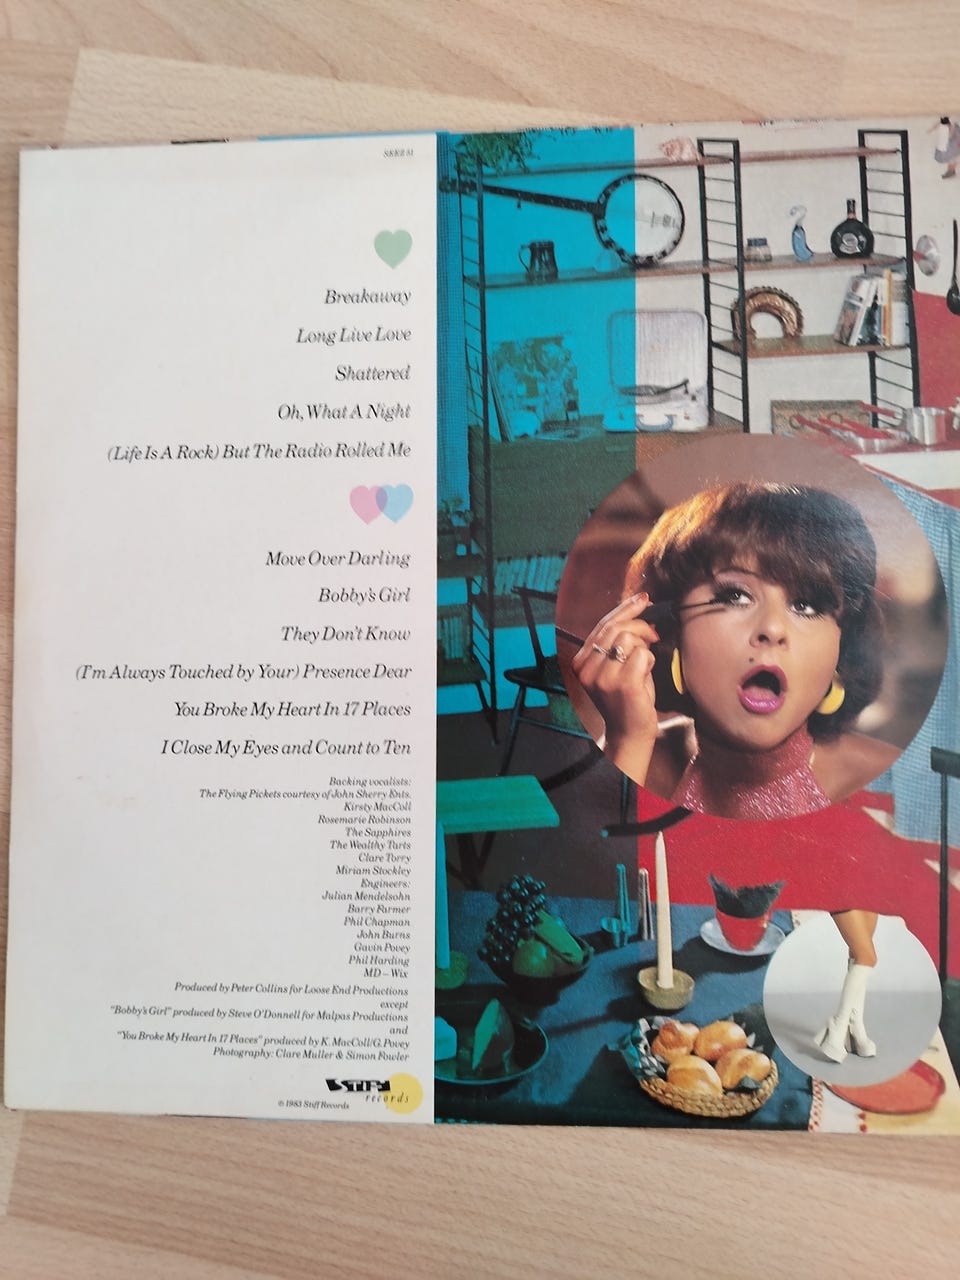 SEEZ 51
Breakaway
Long Live Love
Shattered
Oh, What A Night
(Life Is A Rock) But The Radio Rolled Me
Move Over Darling
Bobby's Girl
They Don't Know
(I'm Always Touched by Your) Presence Dear
You Broke My Heart In 17 Places
I Close My Eyes and Count to Ten
Backing vocalists:
The Flying Pickets courtesy of John Sherry Ents.
Kirsty MacColl
Rosemarie Robinson
The Sapphires
The Wealthy Tarts
Clare Torry
Miriam Stockley
Engineers:
Julian Mendelsohn
Barry Farmer
Phil Chapman
John Burns
Gavin Povey
Phil Harding
MD – Wix
Produced by Peter Collins for Loose End Productions
except
"Bobby's Girl" produced by Steve O'Donnell for Malpas Productions
and
"You Broke My Heart In 17 Places" produced by K. MacColl/G. Povey
Photography: Clare Muller & Simon Fowler
STIFF
records
© 1983 Stiff Records